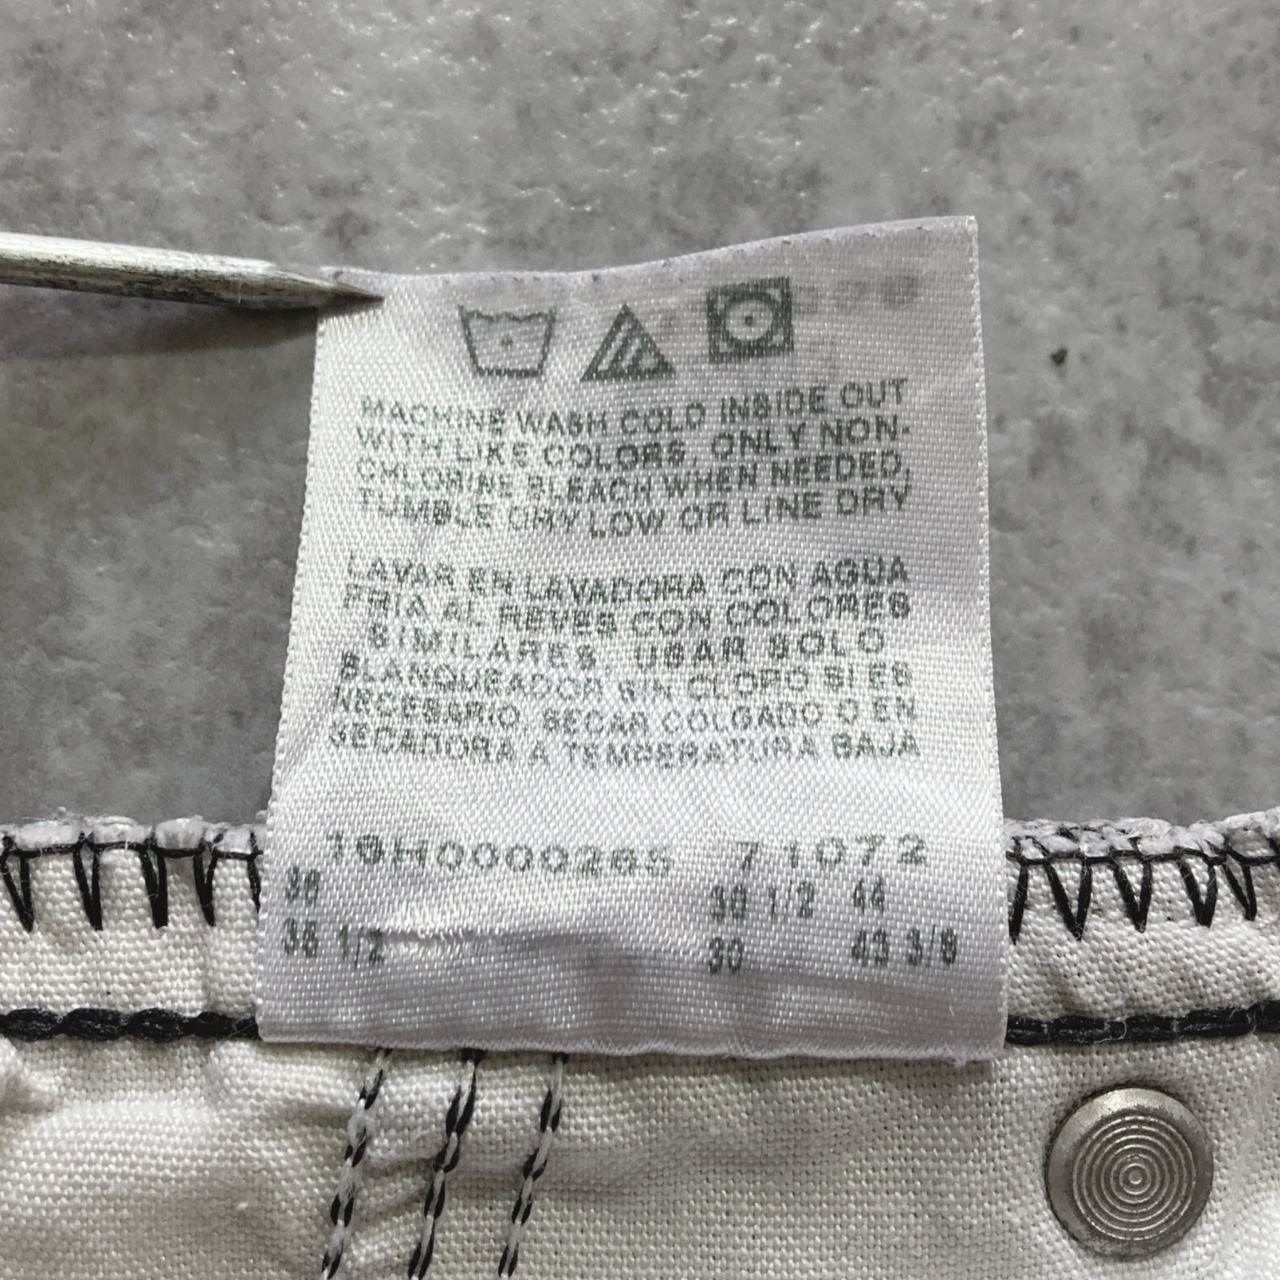 MACHINE WASH COLD INSIDE OUT
WITH LIKE COLORS, ONLY NON-
CHLORINE BLEACH WHEN NEEDED,
TUMBLE DRY LOW OR LINE DRY
LAVAR EN LAVADORA CON AGUA
FRIA AL REVES CON COLORES
SIMILARES, USAR SOLO
BLANQUEADOR SIN CLORO SI ES
NECESARIO, SECAR COLGADO O EN
SECADORA A TEMPERATURA BAJA
71072
36 30 1/2 44
36 1/2 30 43 3/8